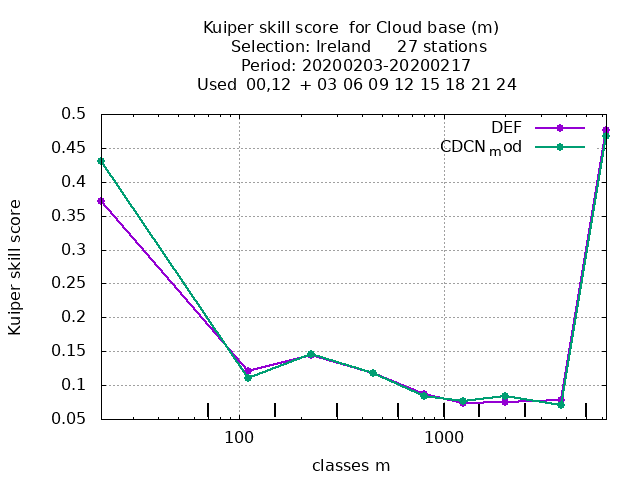 Kuiper skill score  for Cloud base (m)
Selection: Ireland     27 stations
Period: 20200203-20200217
Used  00,12  + 03 06 09 12 15 18 21 24
DEF
CDCNmod
0.5
0.45
0.4
0.35
0.3
0.25
0.2
0.15
0.1
0.05
Kuiper skill score
100
1000
classes m